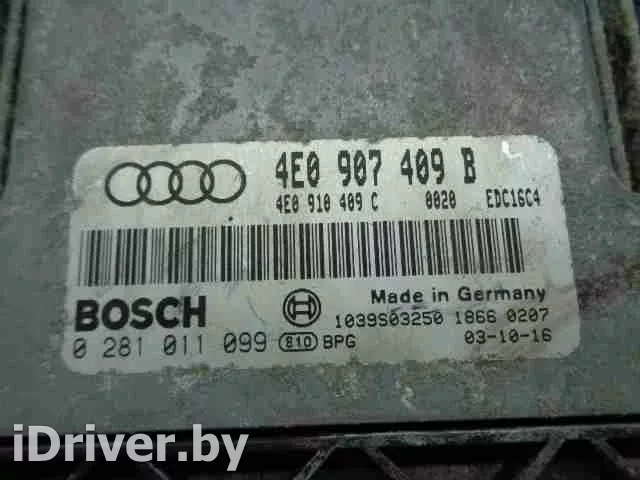 4E0 907 409 B
4E0 910 409 C 0020 EDC16C4
BOSCH
Made in Germany
1039S03250 1866 0207
0 281 011 099 E10 BPG 03-10-16
iDriver.by